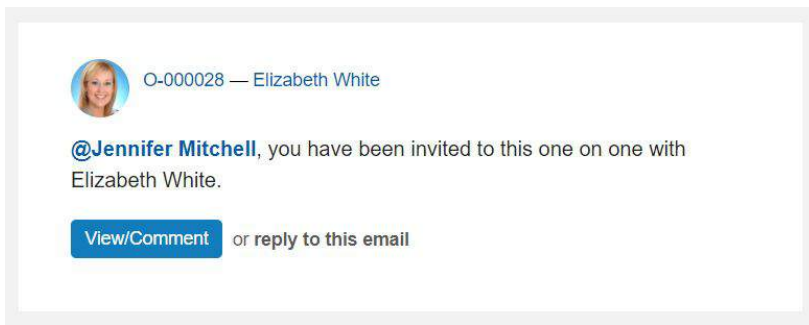 O-000028 — Elizabeth White
@Jennifer Mitchell, you have been invited to this one on one with
Elizabeth White.
View/Comment or reply to this email